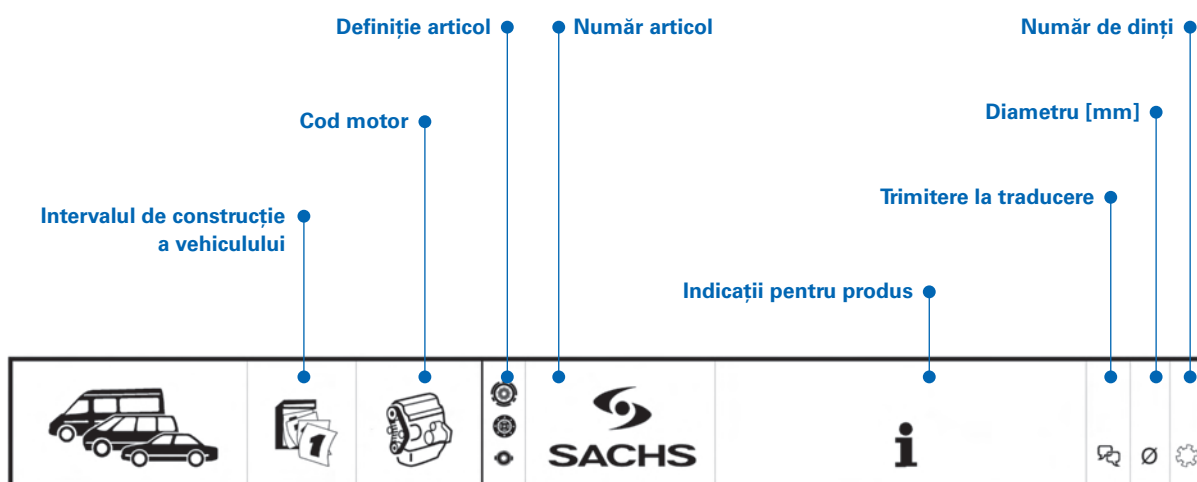 Definiție articol
Număr articol
Număr de dinți
Cod motor
Diametru [mm]
Trimitere la traducere
Intervalul de construcție
a vehiculului
Indicații pentru produs
1
SACHS
i
Ø